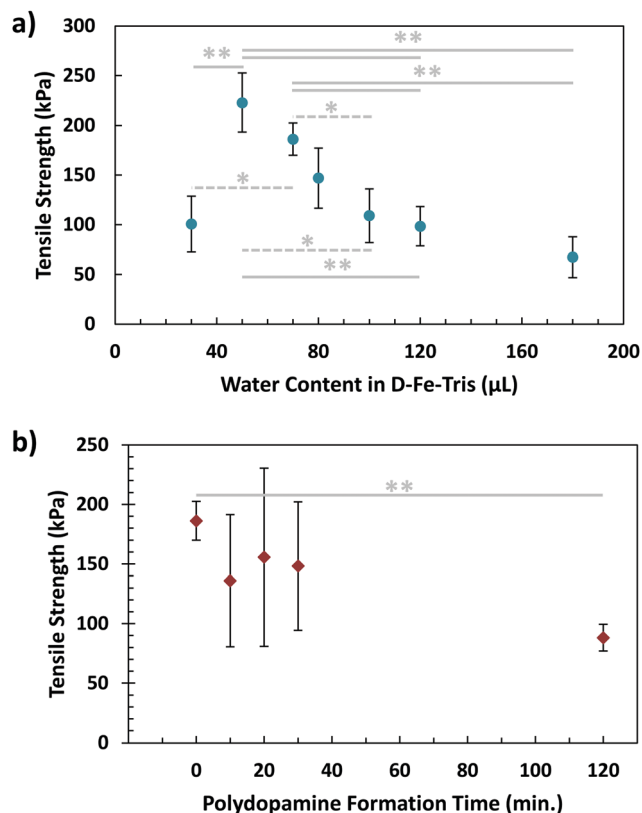 a)
300
250
200
150
100
50
0
Tensile Strength (kPa)
**
**
**
*
*
*
**
0 40 80 120 160 200
Water Content in D-Fe-Tris (µL)
b)
250
200
150
100
50
0
Tensile Strength (kPa)
**
0 20 40 60 80 100 120
Polydopamine Formation Time (min.)